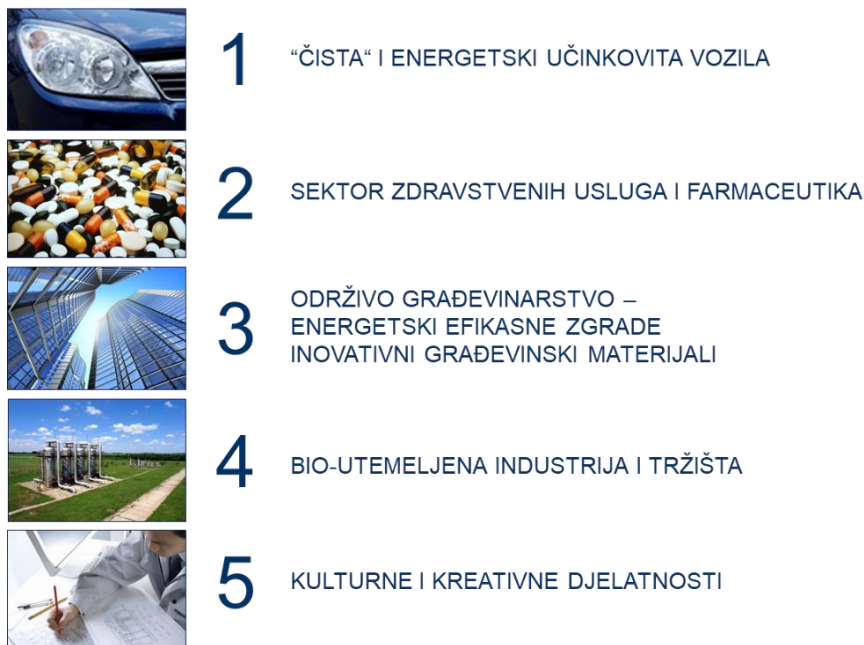 1
“ČISTA“ I ENERGETSKI UČINKOVITA VOZILA
2
SEKTOR ZDRAVSTVENIH USLUGA I FARMACEUTIKA
3
ODRŽIVO GRAĐEVINARSTVO –
ENERGETSKI EFIKASNE ZGRADE
INOVATIVNI GRAĐEVINSKI MATERIJALI
4
BIO-UTEMELJENA INDUSTRIJA I TRŽIŠTA
5
KULTURNE I KREATIVNE DJELATNOSTI